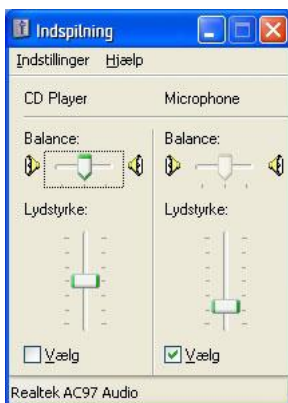 Indspilning
Indstillinger Hjælp
CD Player Microphone
Balance: Balance:
Lydstyrke: Lydstyrke:
Vælg Vælg
Realtek AC97 Audio